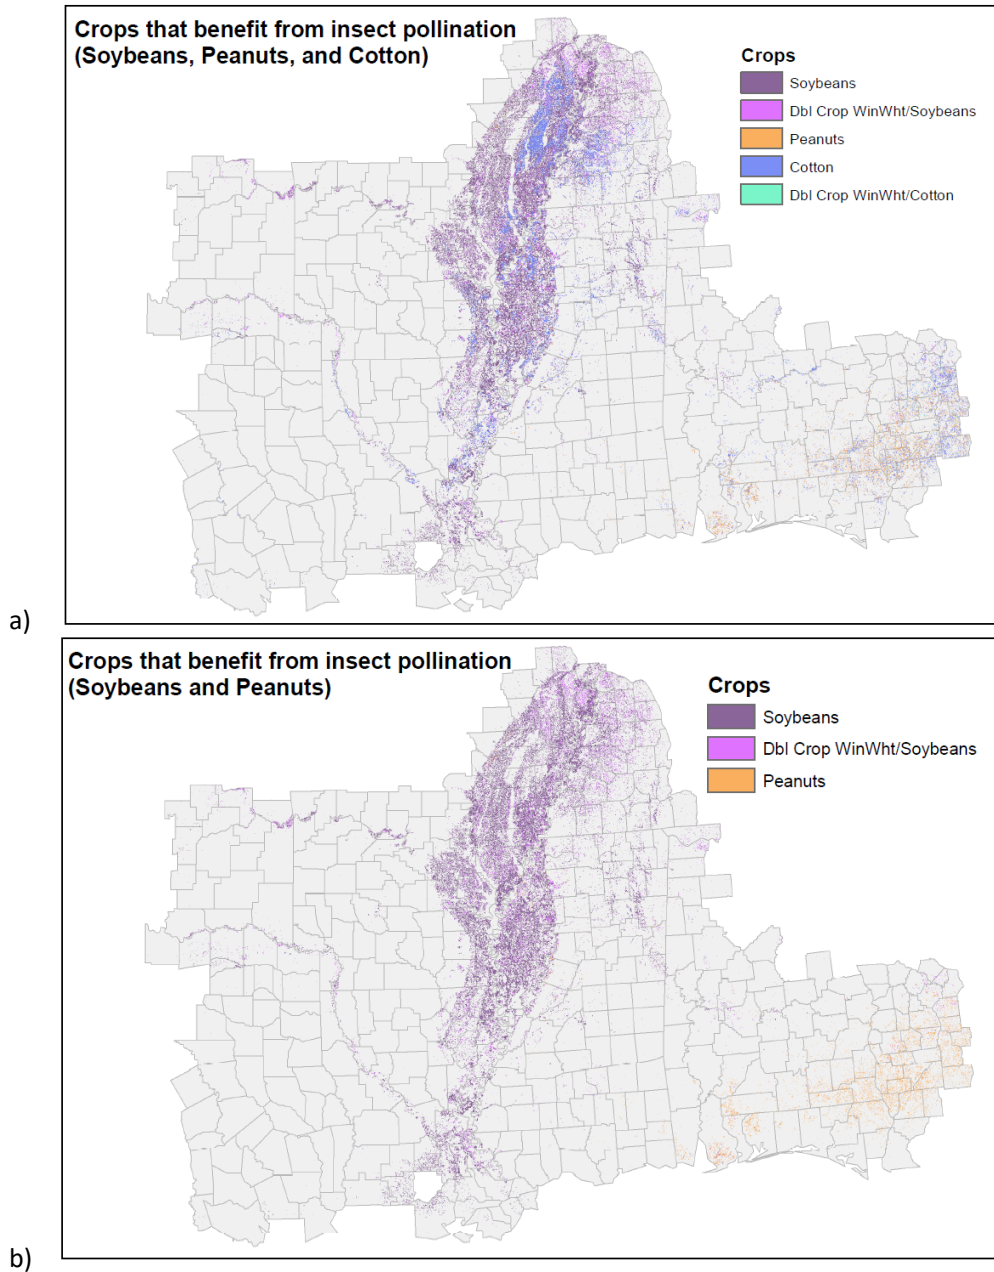 Crops that benefit from insect pollination
(Soybeans, Peanuts, and Cotton)
Crops
Soybeans
Dbl Crop WinWht/Soybeans
Peanuts
Cotton
Dbl Crop WinWht/Cotton
a)
Crops that benefit from insect pollination
(Soybeans and Peanuts)
Crops
Soybeans
Dbl Crop WinWht/Soybeans
Peanuts
b)